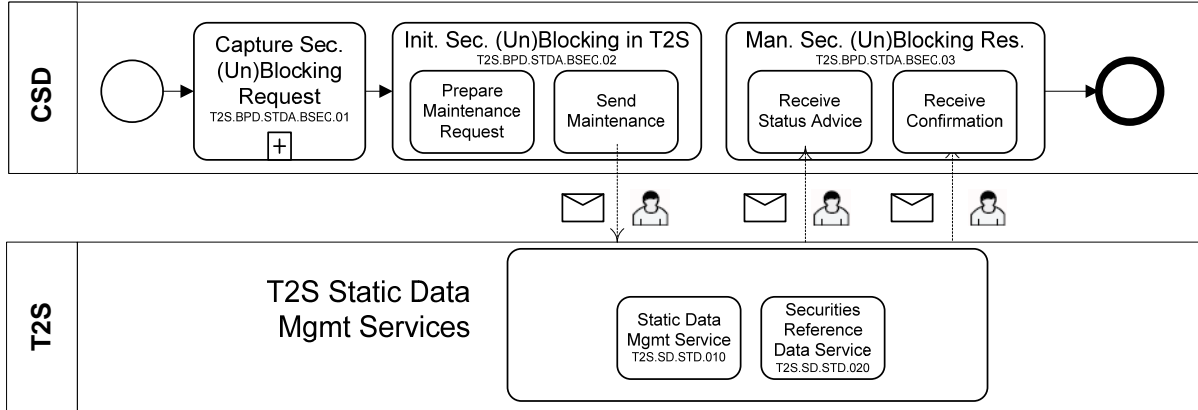 CSD
Capture Sec.
(Un)Blocking
Request
T2S.BPD.STDA.BSEC.01
+
Init. Sec. (Un)Blocking in T2S
T2S.BPD.STDA.BSEC.02
Prepare
Maintenance
Request
Send
Maintenance
Man. Sec. (Un)Blocking Res.
T2S.BPD.STDA.BSEC.03
Receive
Status Advice
Receive
Confirmation
T2S
T2S Static Data
Mgmt Services
Static Data
Mgmt Service
T2S.SD.STD.010
Securities
Reference
Data Service
T2S.SD.STD.020